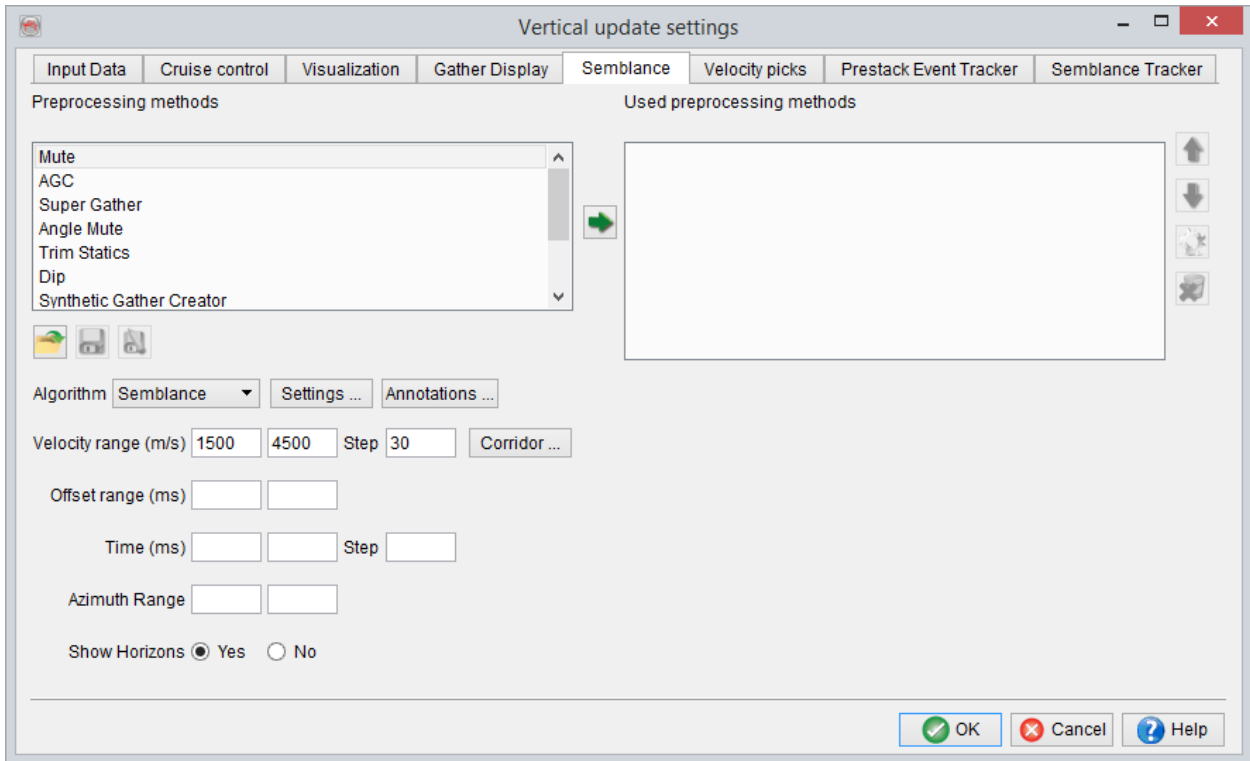 Vertical update settings
Input Data Cruise control Visualization Gather Display Semblance Velocity picks Prestack Event Tracker Semblance Tracker
Preprocessing methods Used preprocessing methods
Mute
AGC
Super Gather
Angle Mute
Trim Statics
Dip
Synthetic Gather Creator
Algorithm Semblance Settings ... Annotations ...
Velocity range (m/s) 1500 4500 Step 30 Corridor ...
Offset range (ms)
Time (ms) Step
Azimuth Range
Show Horizons Yes No
OK Cancel Help